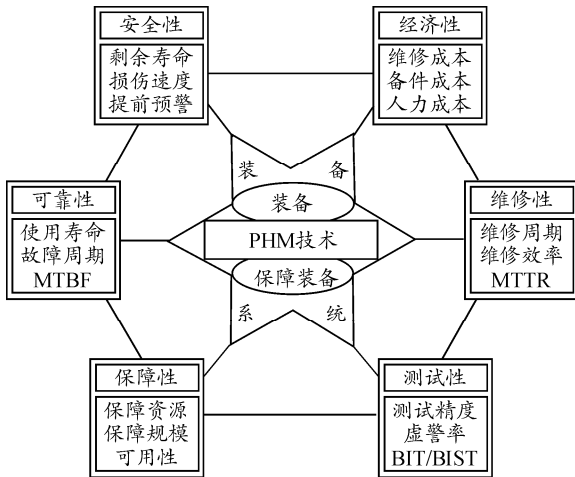 安全性
剩余寿命
损伤速度
提前预警
经济性
维修成本
备件成本
人力成本
装 备
可靠性
使用寿命
故障周期
MTBF
装备
PHM技术
保障装备
维修性
维修周期
维修效率
MTTR
系 统
保障性
保障资源
保障规模
可用性
测试性
测试精度
虚警率
BIT/BIST